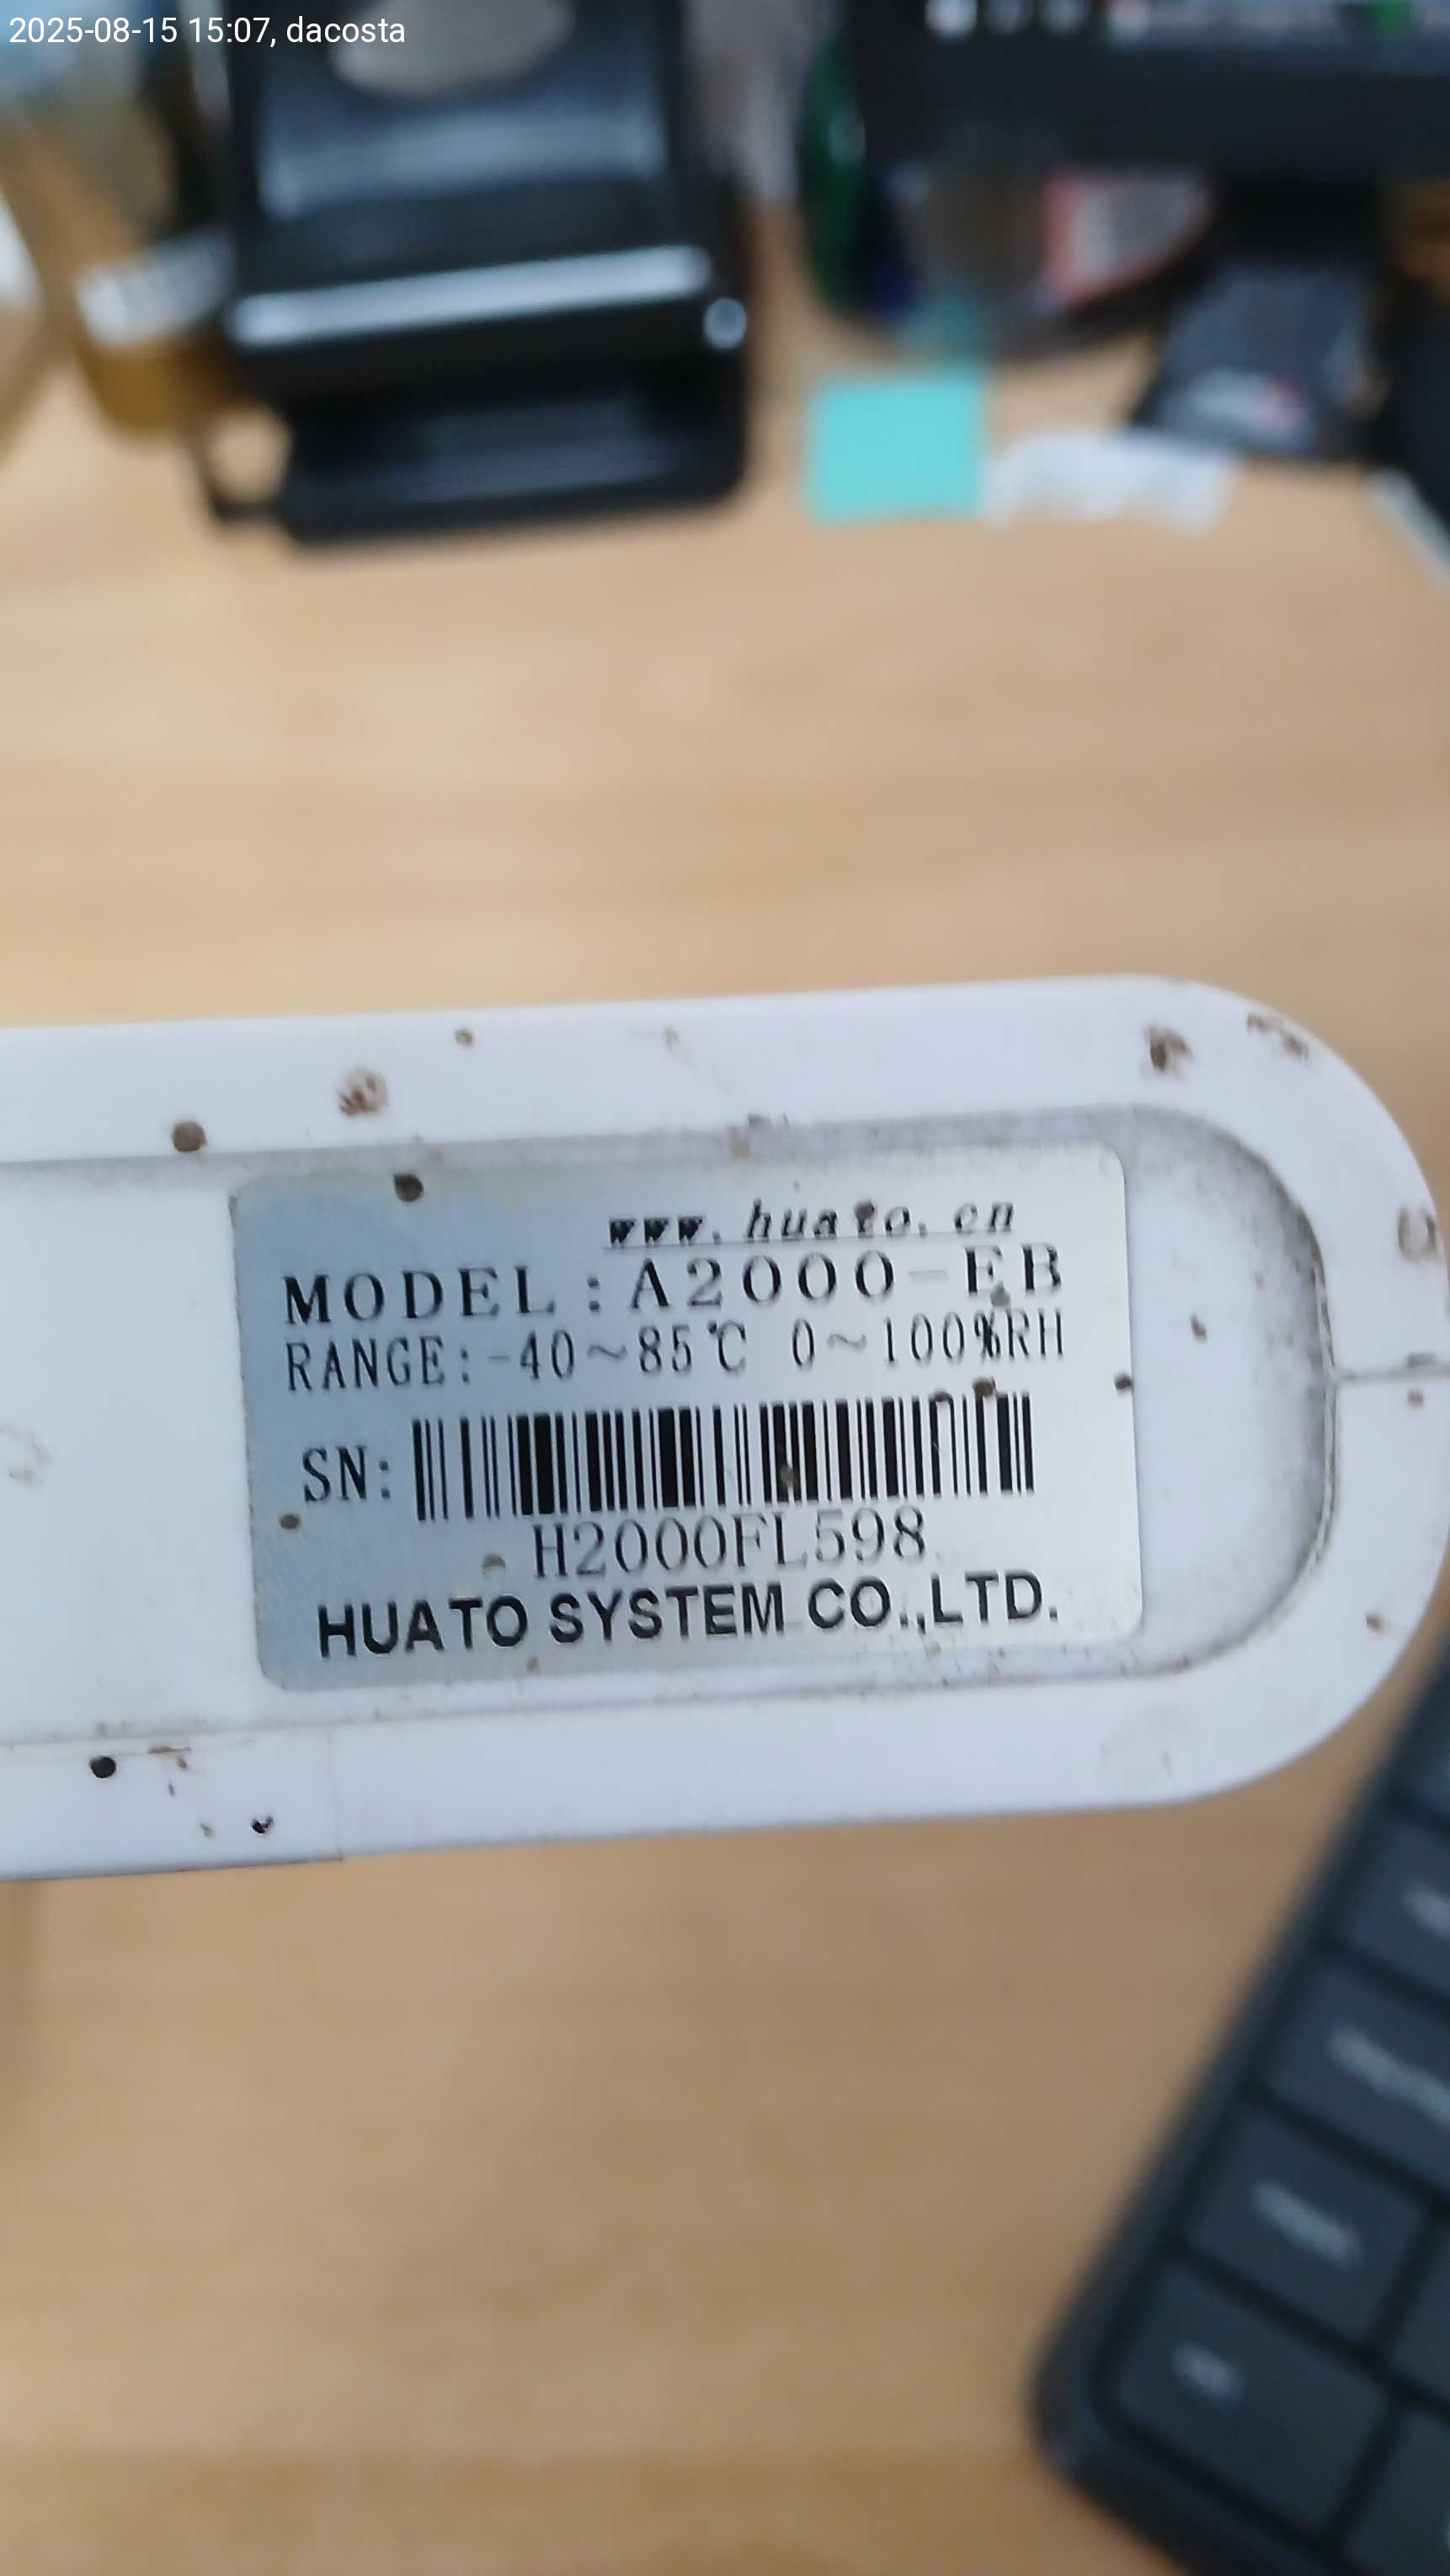 2025-08-15 15:07, dacosta
www.huato.cn
MODEL:A2000-EB
RANGE:-40~85℃ 0~100%RH
SN:
H2000FL598
HUATO SYSTEM CO.,LTD.